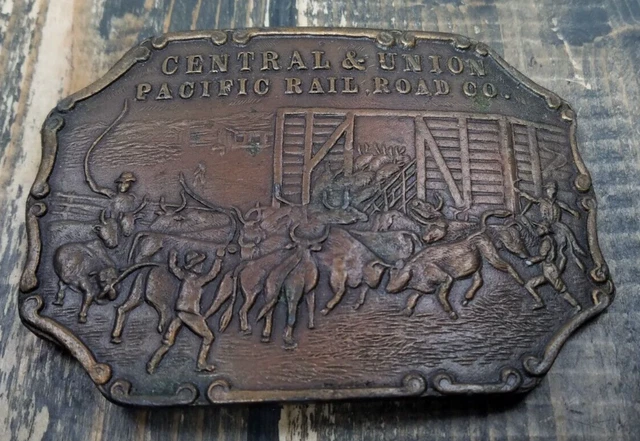 CENTRAL & UNION
PACIFIC RAIL ROAD CO.